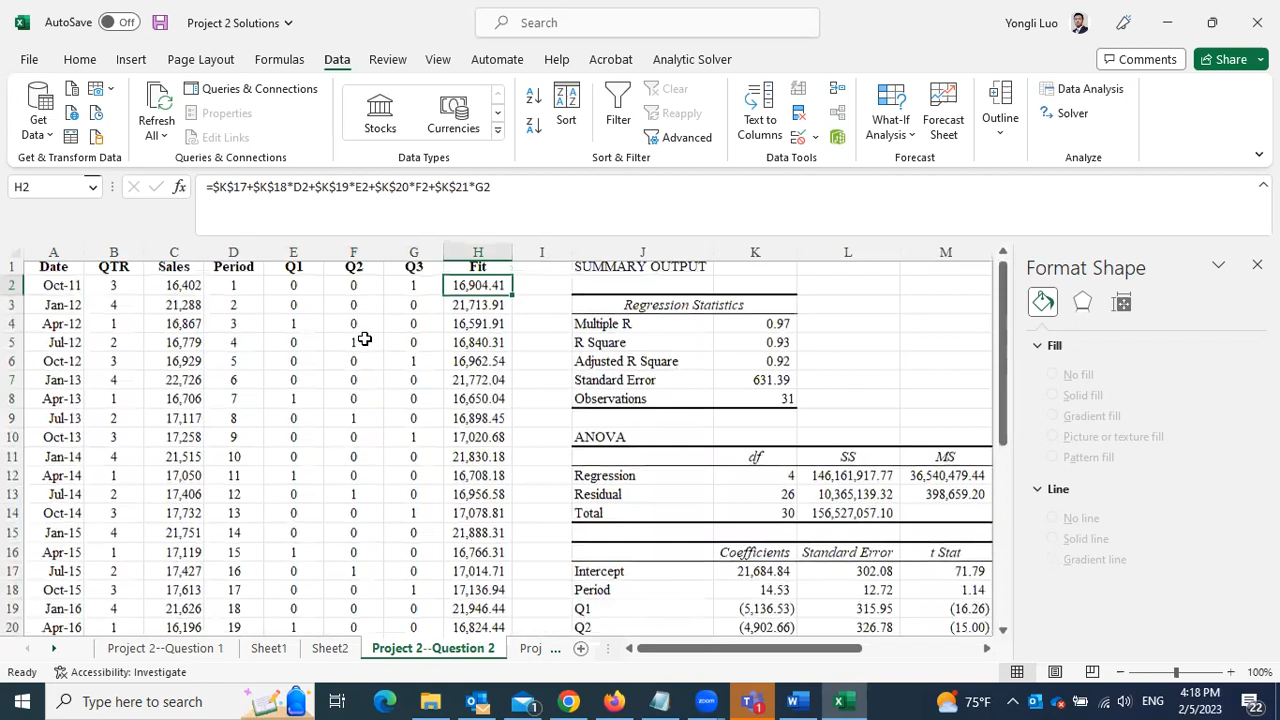 AutoSave Off Project 2 Solutions Search Yongli Luo
File Home Insert Page Layout Formulas Data Review View Automate Help Acrobat Analytic Solver Comments Share
Get Data Refresh All Queries & Connections Properties Edit Links Stocks Currencies Sort Filter Clear Reapply Advanced Text to Columns What-If Analysis Forecast Sheet Outline Data Analysis Solver
Get & Transform Data Queries & Connections Data Types Sort & Filter Data Tools Forecast Analyze
H2 fx =$K$17+$K$18*D2+$K$19*E2+$K$20*F2+$K$21*G2
A B C D E F G H I J K L M
1 Date QTR Sales Period Q1 Q2 Q3 Fit SUMMARY OUTPUT
2 Oct-11 3 16,402 1 0 0 1 16,904.41
3 Jan-12 4 21,288 2 0 0 0 21,713.91 Regression Statistics
4 Apr-12 1 16,867 3 1 0 0 16,591.91 Multiple R 0.97
5 Jul-12 2 16,779 4 0 1 0 16,840.31 R Square 0.93
6 Oct-12 3 16,929 5 0 0 1 16,962.54 Adjusted R Square 0.92
7 Jan-13 4 22,726 6 0 0 0 21,772.04 Standard Error 631.39
8 Apr-13 1 16,706 7 1 0 0 16,650.04 Observations 31
9 Jul-13 2 17,117 8 0 1 0 16,898.45
10 Oct-13 3 17,258 9 0 0 1 17,020.68 ANOVA
11 Jan-14 4 21,515 10 0 0 0 21,830.18 df SS MS
12 Apr-14 1 17,050 11 1 0 0 16,708.18 Regression 4 146,161,917.77 36,540,479.44
13 Jul-14 2 17,406 12 0 1 0 16,956.58 Residual 26 10,365,139.32 398,659.20
14 Oct-14 3 17,732 13 0 0 1 17,078.81 Total 30 156,527,057.10
15 Jan-15 4 21,751 14 0 0 0 21,888.31
16 Apr-15 1 17,119 15 1 0 0 16,766.31 Coefficients Standard Error t Stat
17 Jul-15 2 17,427 16 0 1 0 17,014.71 Intercept 21,684.84 302.08 71.79
18 Oct-15 3 17,613 17 0 0 1 17,136.94 Period 14.53 12.72 1.14
19 Jan-16 4 21,626 18 0 0 0 21,946.44 Q1 (5,136.53) 315.95 (16.26)
20 Apr-16 1 16,196 19 1 0 0 16,824.44 Q2 (4,902.66) 326.78 (15.00)
Format Shape
Fill
No fill
Solid fill
Gradient fill
Picture or texture fill
Pattern fill
Line
No line
Solid line
Gradient line
Project 2--Question 1 Sheet1 Sheet2 Project 2--Question 2 Proj ...
Ready Accessibility: Investigate 100%
Type here to search 75°F ENG 4:18 PM
2/5/2023 22